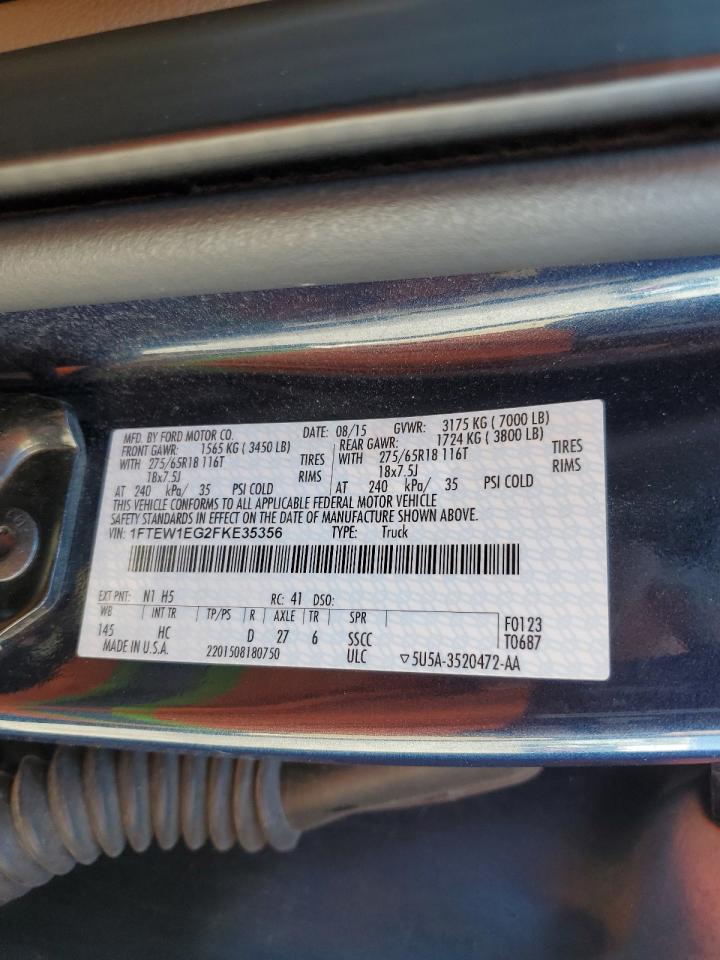 MFD. BY FORD MOTOR CO. DATE: 08/15 GVWR: 3175 KG ( 7000 LB)
FRONT GAWR: 1565 KG ( 3450 LB) REAR GAWR: 1724 KG ( 3800 LB)
WITH 275/65R18 116T TIRES WITH 275/65R18 116T TIRES
18x7.5J RIMS 18x7.5J RIMS
AT 240 kPa/ 35 PSI COLD AT 240 kPa/ 35 PSI COLD
THIS VEHICLE CONFORMS TO ALL APPLICABLE FEDERAL MOTOR VEHICLE
SAFETY STANDARDS IN EFFECT ON THE DATE OF MANUFACTURE SHOWN ABOVE.
VIN: 1FTEW1EG2FKE35356 TYPE: Truck
EXT PNT: N1 H5 RC: 41 DSO:
WB INT TR TP/PS R AXLE TR SPR F0123
145 HC D 27 6 SSCC T0687
MADE IN U.S.A. 2201508180750 ULC ▽5U5A-3520472-AA